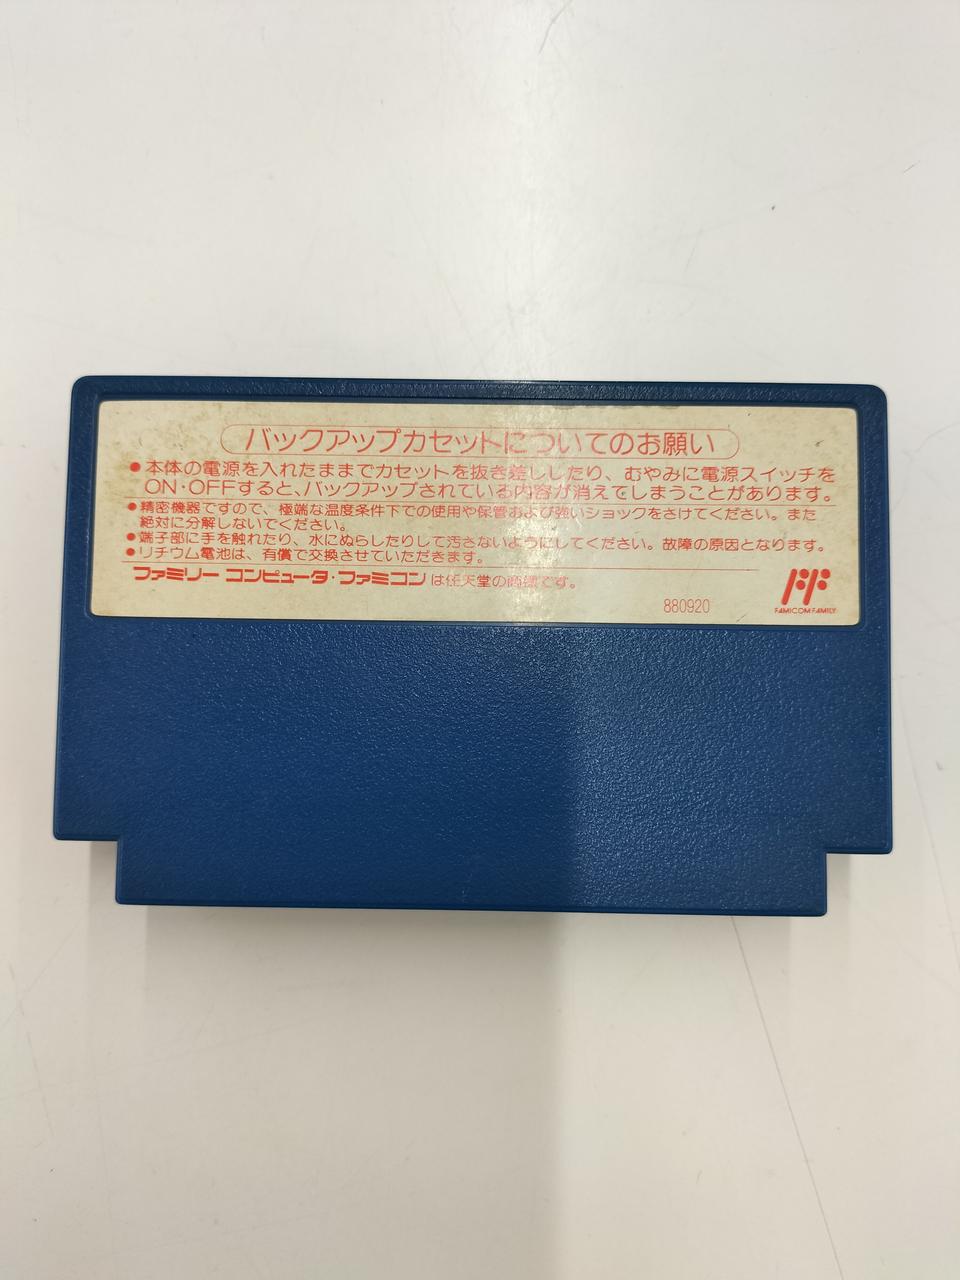 バックアップカセットについてのお願い
●本体の電源を入れたままでカセットを抜き差ししたり、むやみに電源スイッチを
ON・OFFすると、バックアップされている内容が消えてしまうことがあります。
●精密機器ですので、極端な温度条件下での使用や保管および強いショックをさけてください。また
絶対に分解しないでください。
●端子部に手を触れたり、水にぬらしたりして汚さないようにしてください。故障の原因となります。
●リチウム電池は、有償で交換させていただきます。
ファミリーコンピュータ・ファミコンは任天堂の商標です。
880920
FAMICOM FAMILY